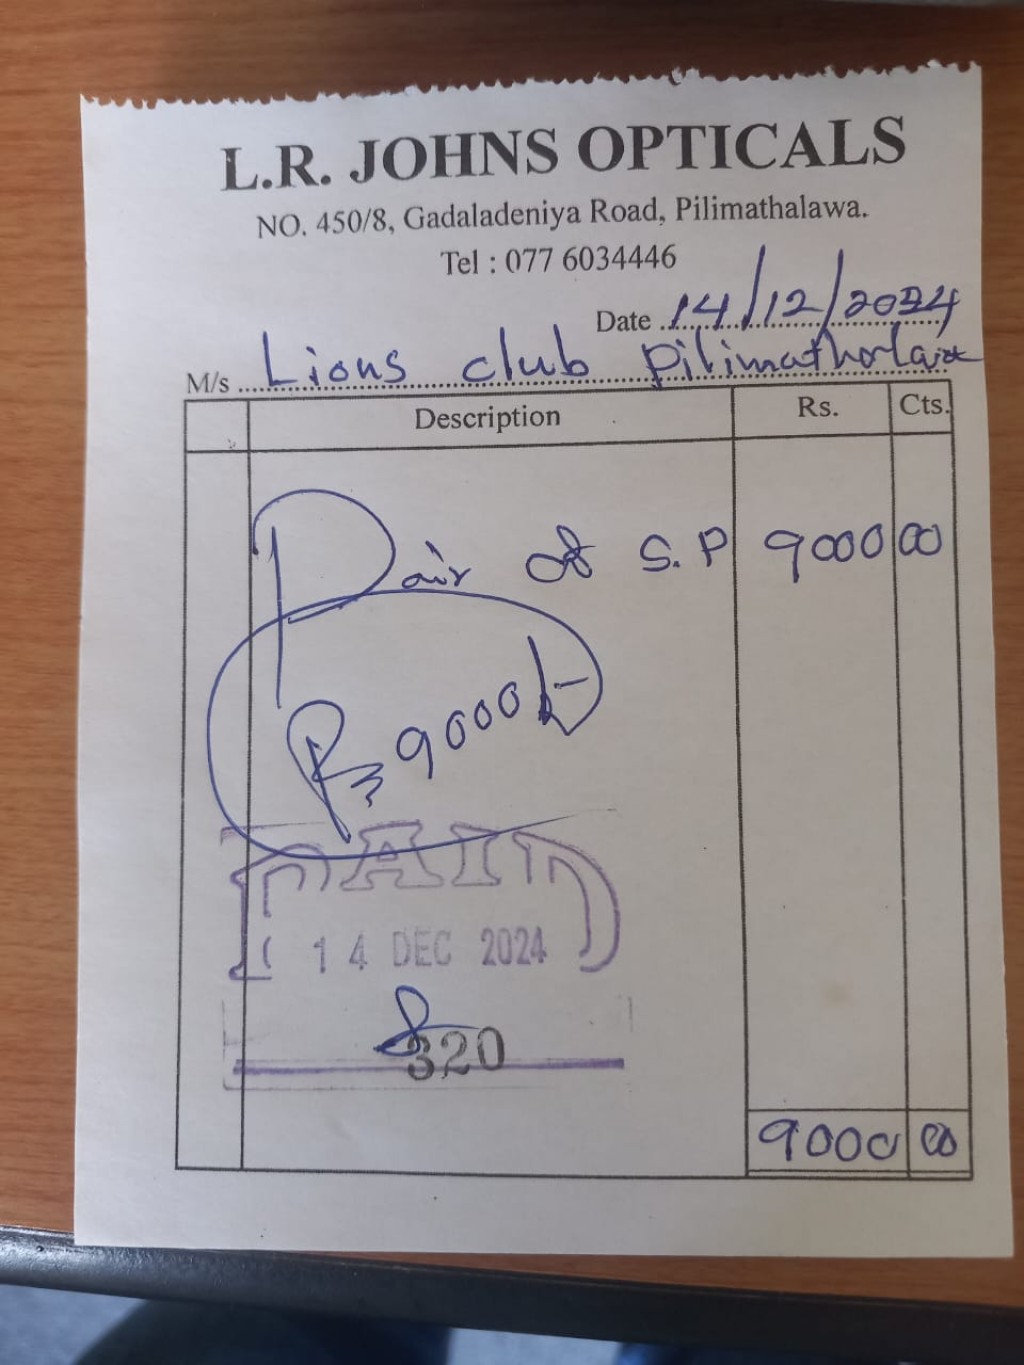 L.R. JOHNS OPTICALS
NO. 450/8, Gadaladeniya Road, Pilimathalawa.
Tel : 077 6034446
Date 14/12/2024
M/s Lions club
Description Rs. Cts.
Pair of S.P 9000 00
Rs 9000/-
PAID
14 DEC 2024
320
9000 00